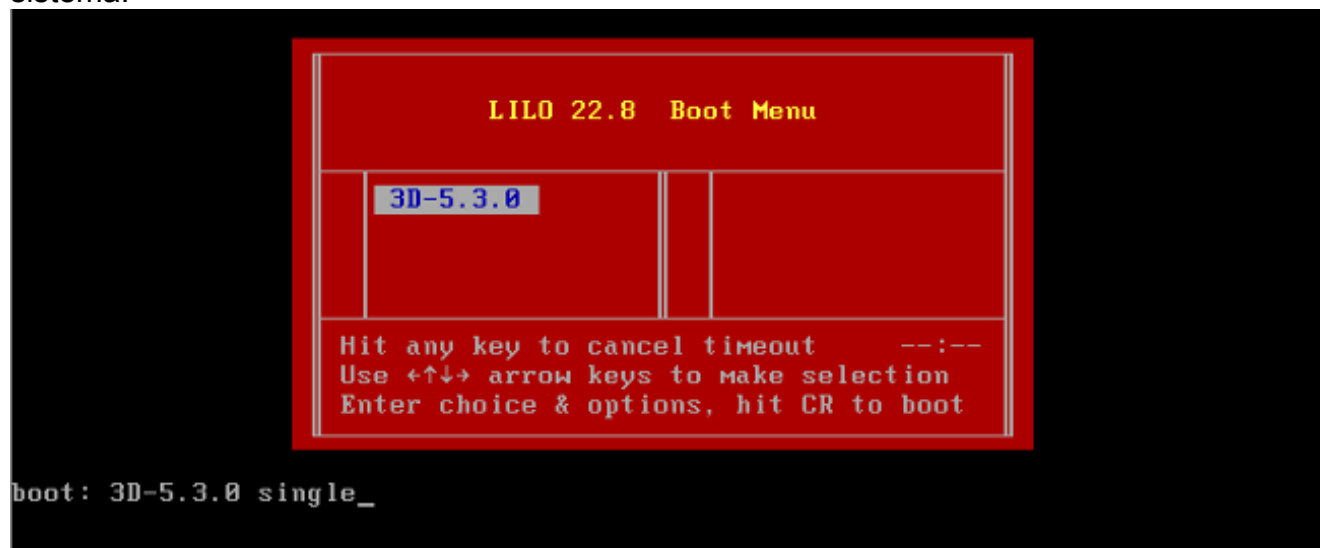 sistema.
LILO 22.8 Boot Menu
3D-5.3.0
Hit any key to cancel timeout --:--
Use ←↑↓→ arrow keys to make selection
Enter choice & options, hit CR to boot
boot: 3D-5.3.0 single_